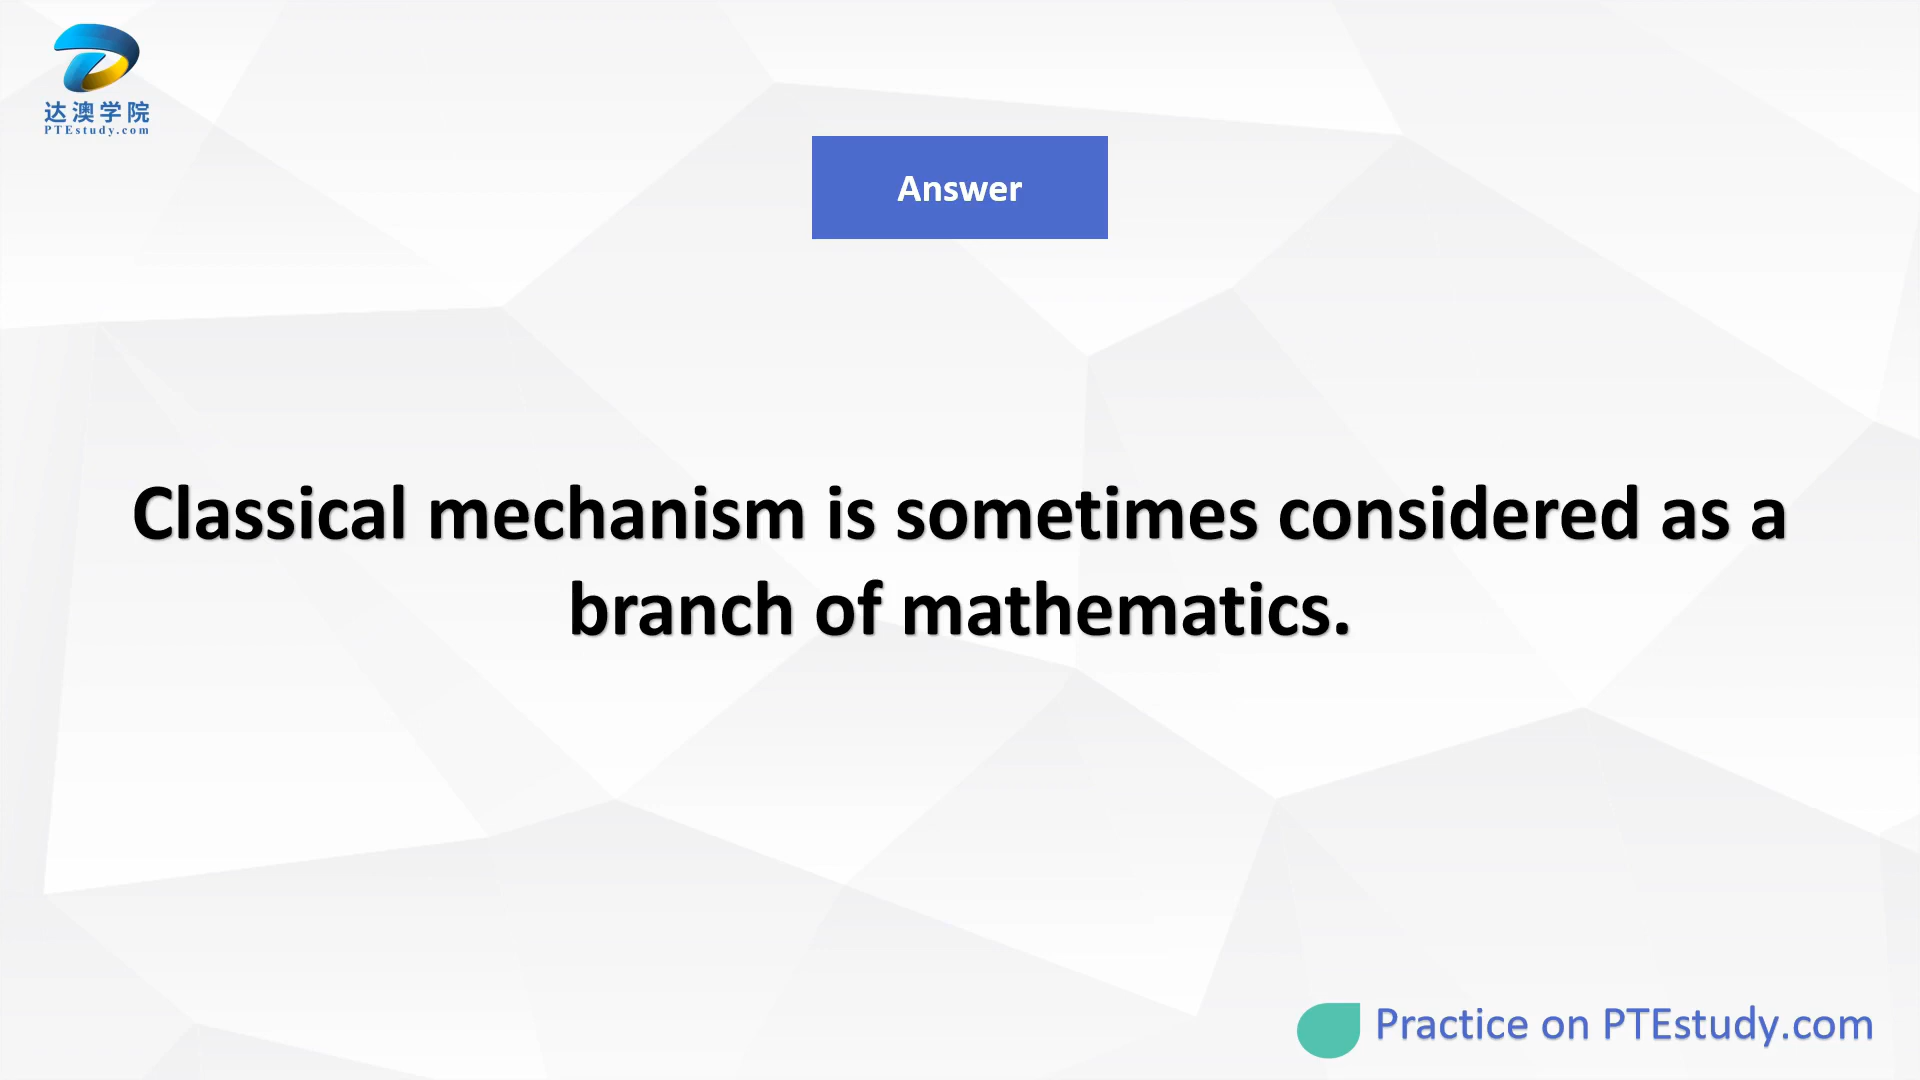 达澳学院
PTEstudy.com
Answer
Classical mechanism is sometimes considered as a
branch of mathematics.
Practice on PTEstudy.com